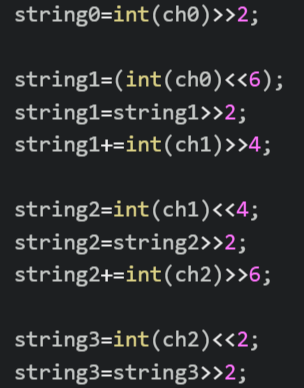 string0=int(ch0)>>2;
string1=(int(ch0)<<6);
string1=string1>>2;
string1+=int(ch1)>>4;
string2=int(ch1)<<4;
string2=string2>>2;
string2+=int(ch2)>>6;
string3=int(ch2)<<2;
string3=string3>>2;